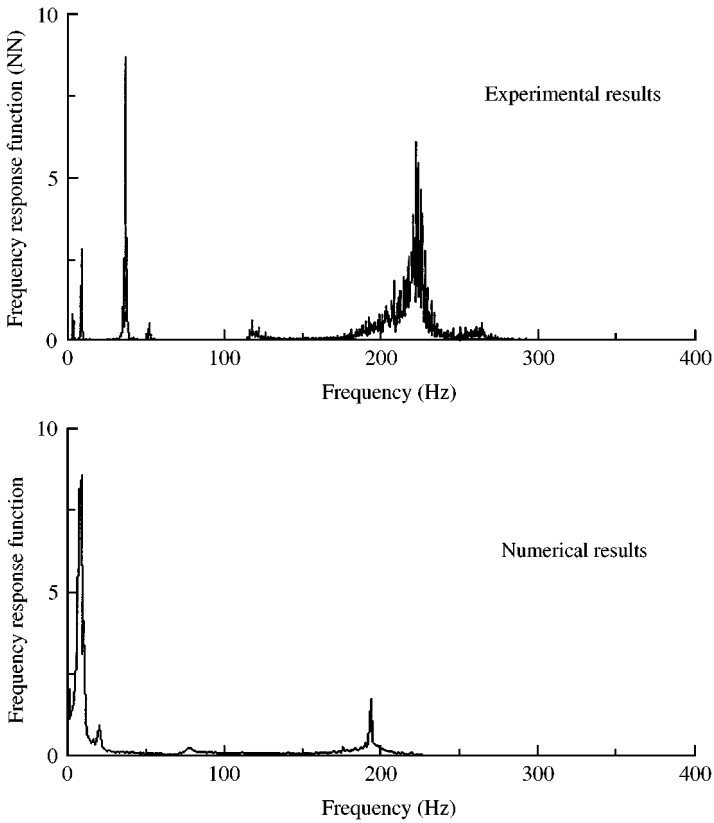 10
5
0
0
100
200
300
400
Frequency response function (NN)
Experimental results
Frequency (Hz)
10
5
0
0
100
200
300
400
Frequency response function
Numerical results
Frequency (Hz)